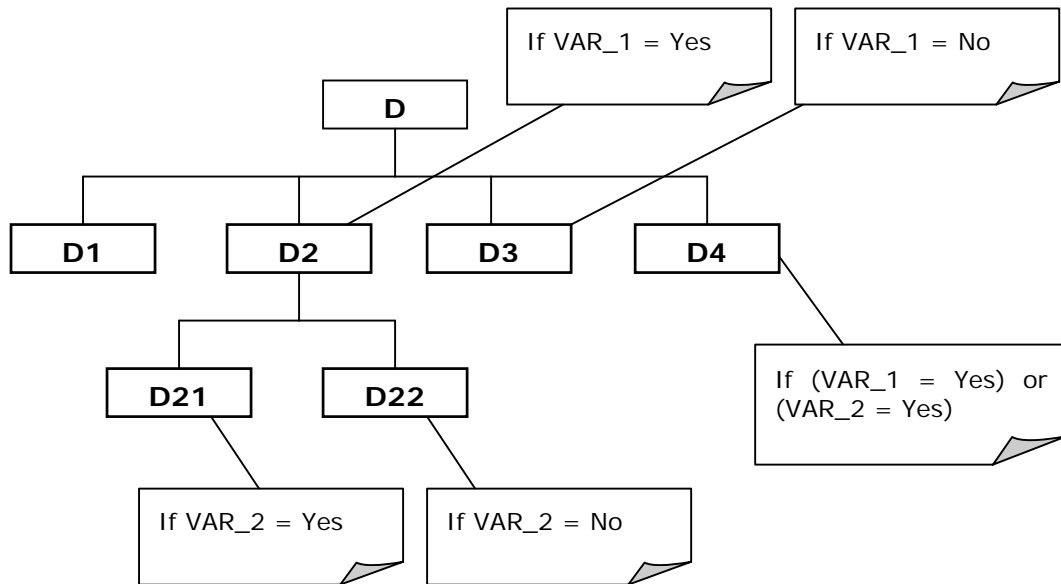 If VAR_1 = Yes
If VAR_1 = No
D
D1
D2
D3
D4
D21
D22
If (VAR_1 = Yes) or
(VAR_2 = Yes)
If VAR_2 = Yes
If VAR_2 = No